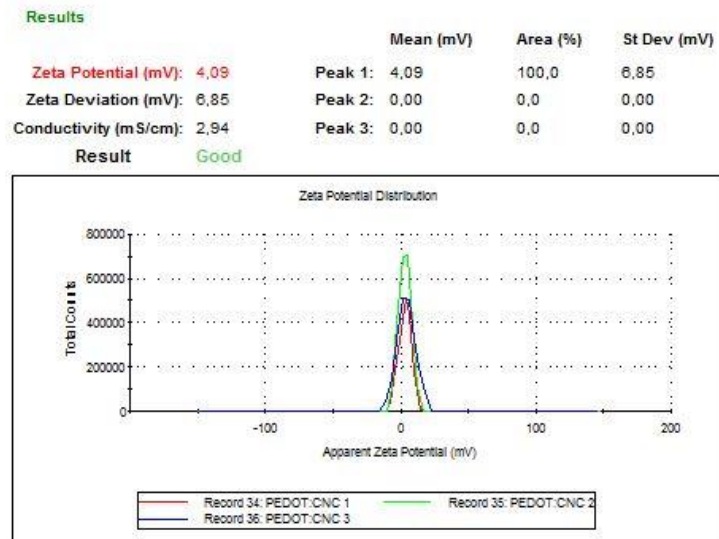 Results
Mean (mV) Area (%) St Dev (mV)
Zeta Potential (mV): 4,09 Peak 1: 4,09 100,0 6,85
Zeta Deviation (mV): 6,85 Peak 2: 0,00 0,0 0,00
Conductivity (mS/cm): 2,94 Peak 3: 0,00 0,0 0,00
Result Good
Zeta Potential Distribution
Total Counts
800000
600000
400000
200000
0
-100 0 100 200
Apparent Zeta Potential (mV)
Record 34: PEDOT:CNC 1 Record 35: PEDOT:CNC 2
Record 36: PEDOT:CNC 3